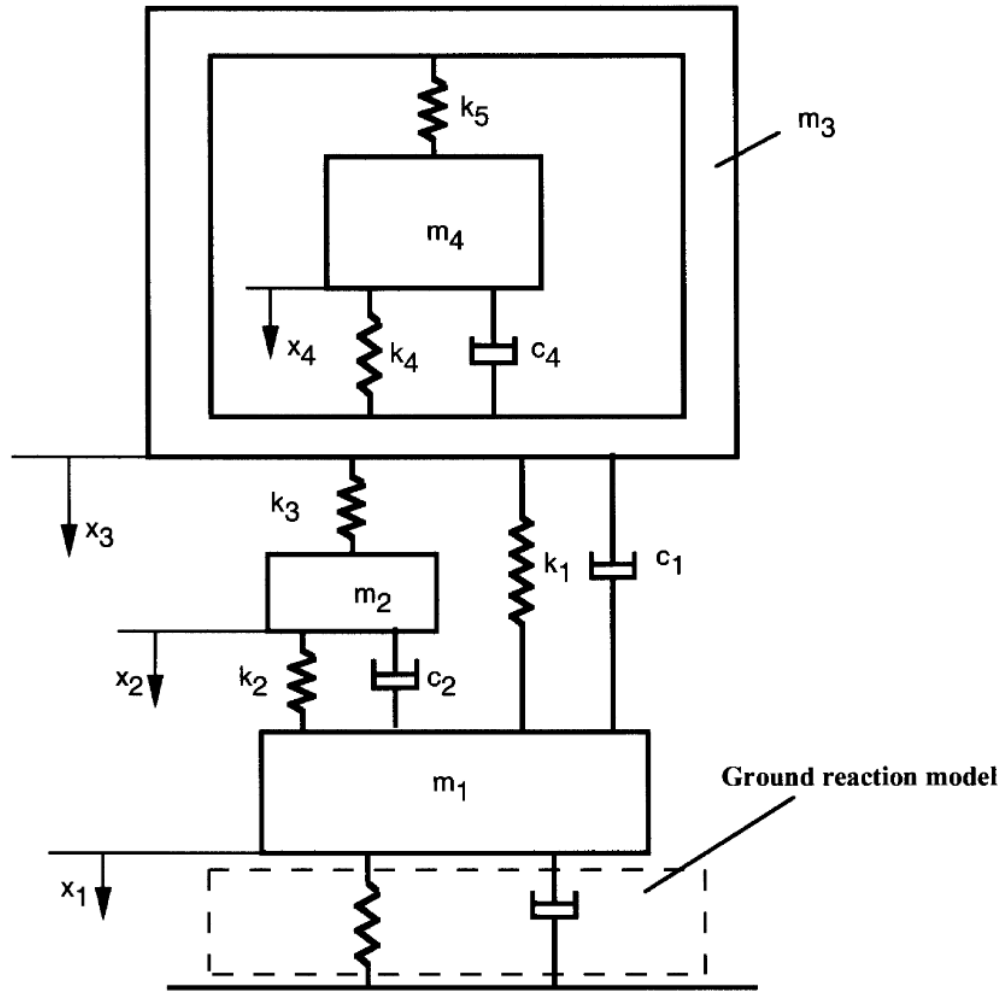 k5
m3
m4
x4
k4
c4
x3
k3
k1
c1
m2
x2
k2
c2
m1
Ground reaction model
x1